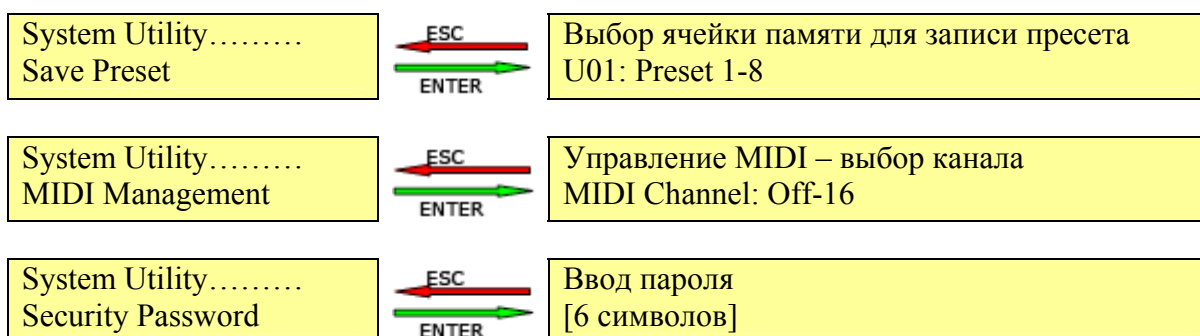 System Utility……… ESC Выбор ячейки памяти для записи пресета
Save Preset ENTER U01: Preset 1-8
System Utility……… ESC Управление MIDI – выбор канала
MIDI Management ENTER MIDI Channel: Off-16
System Utility……… ESC Ввод пароля
Security Password ENTER [6 символов]